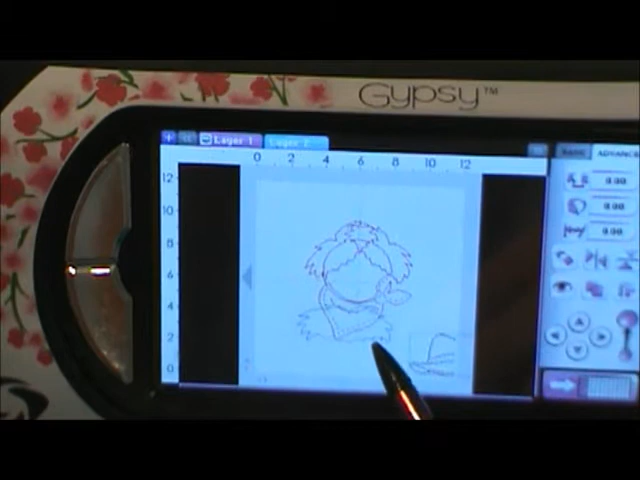 Gypsy™
+ Layer 1 Layer 2
BASIC ADVANC
0 2 4 6 8 10 12
12
10
8
6
4
2
0
0.00
0.00
0.00